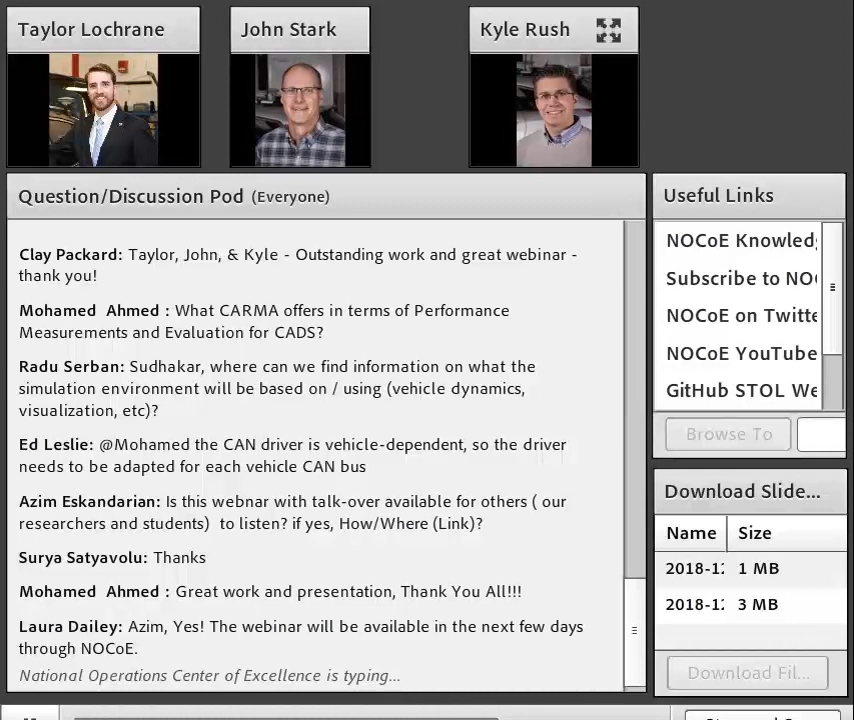 Taylor Lochrane
John Stark
Kyle Rush
Question/Discussion Pod (Everyone)
Clay Packard: Taylor, John, & Kyle - Outstanding work and great webinar -
thank you!
Mohamed Ahmed : What CARMA offers in terms of Performance
Measurements and Evaluation for CADS?
Radu Serban: Sudhakar, where can we find information on what the
simulation environment will be based on / using (vehicle dynamics,
visualization, etc)?
Ed Leslie: @Mohamed the CAN driver is vehicle-dependent, so the driver
needs to be adapted for each vehicle CAN bus
Azim Eskandarian: Is this webnar with talk-over available for others ( our
researchers and students) to listen? if yes, How/Where (Link)?
Surya Satyavolu: Thanks
Mohamed Ahmed : Great work and presentation, Thank You All!!!
Laura Dailey: Azim, Yes! The webinar will be available in the next few days
through NOCoE.
National Operations Center of Excellence is typing...
Useful Links
NOCoE Knowled
Subscribe to NO
NOCoE on Twitte
NOCoE YouTube
GitHub STOL We
Browse To
Download Slide...
Name Size
2018-12 1 MB
2018-12 3 MB
Download Fil...